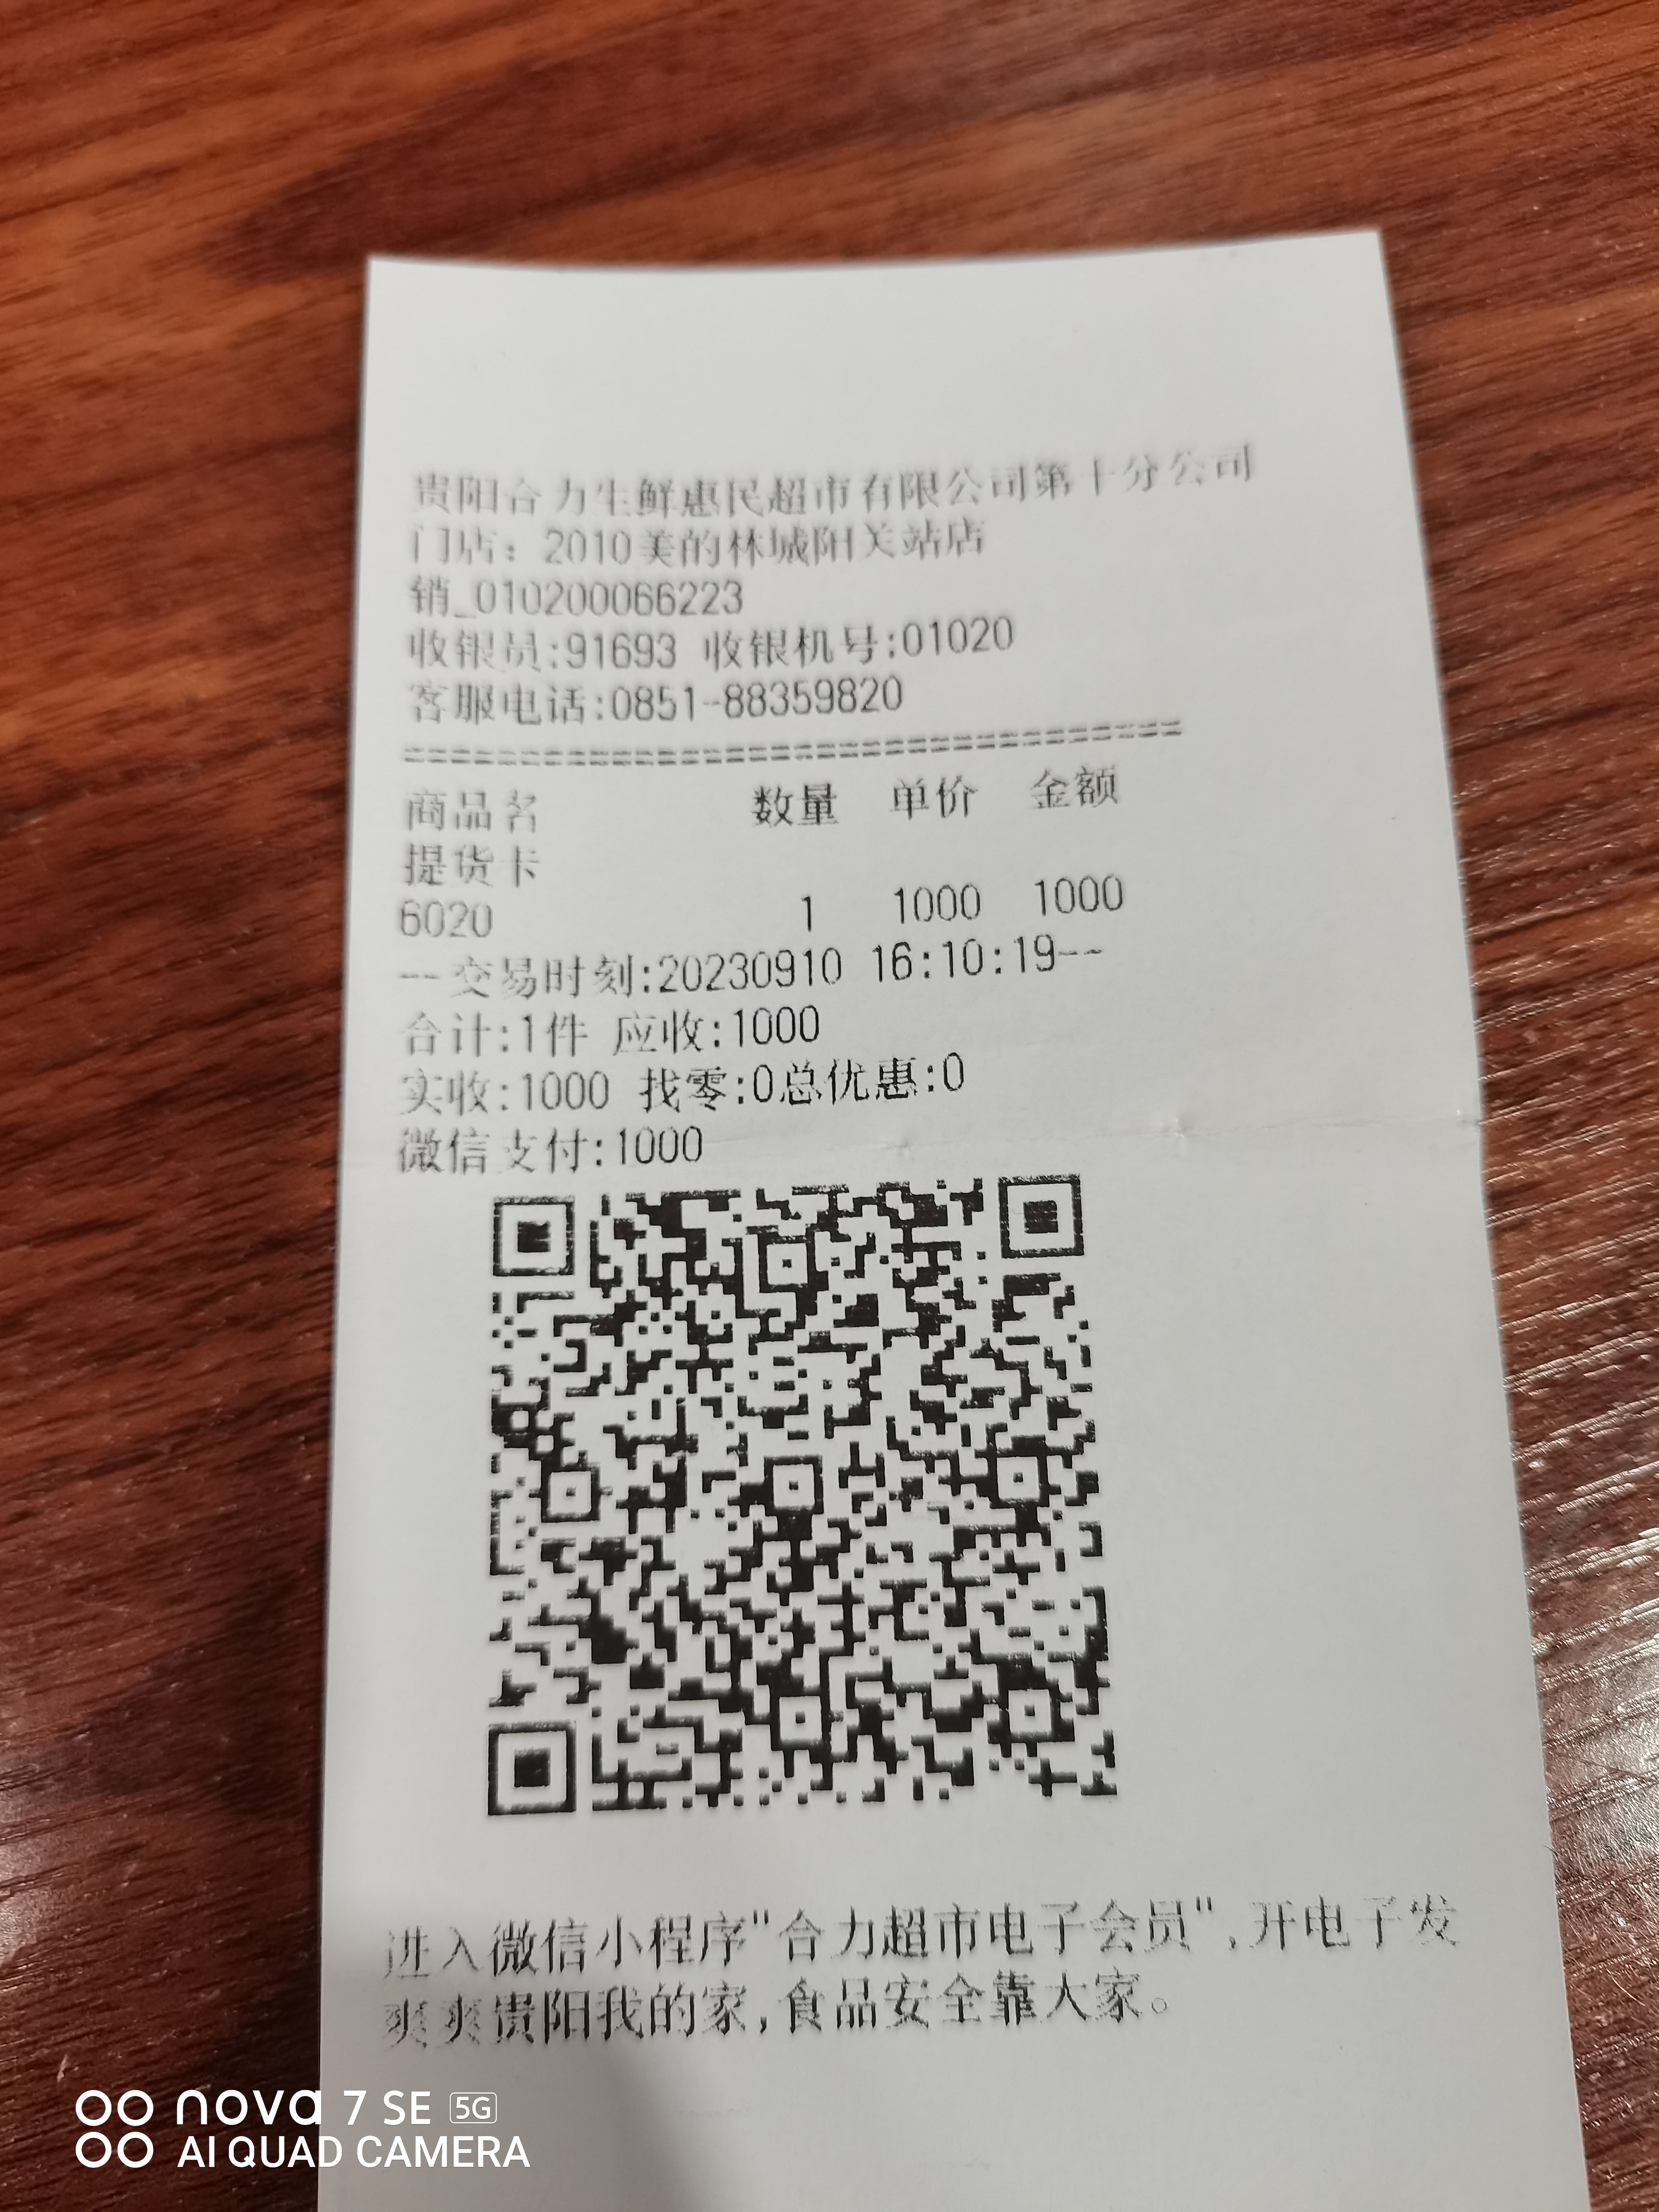 贵阳合力生鲜惠民超市有限公司第十分公司
门店：2010美的林城阳关站店
销_010200066223
收银员:91693 收银机号:01020
客服电话:0851-88359820
==================================
商品名 数量 单价 金额
提货卡
6020 1 1000 1000
--交易时刻:20230910 16:10:19--
合计:1件 应收:1000
实收:1000 找零:0总优惠:0
微信支付:1000
进入微信小程序"合力超市电子会员",开电子发
爽爽贵阳我的家,食品安全靠大家。
nova 7 SE 5G
AI QUAD CAMERA